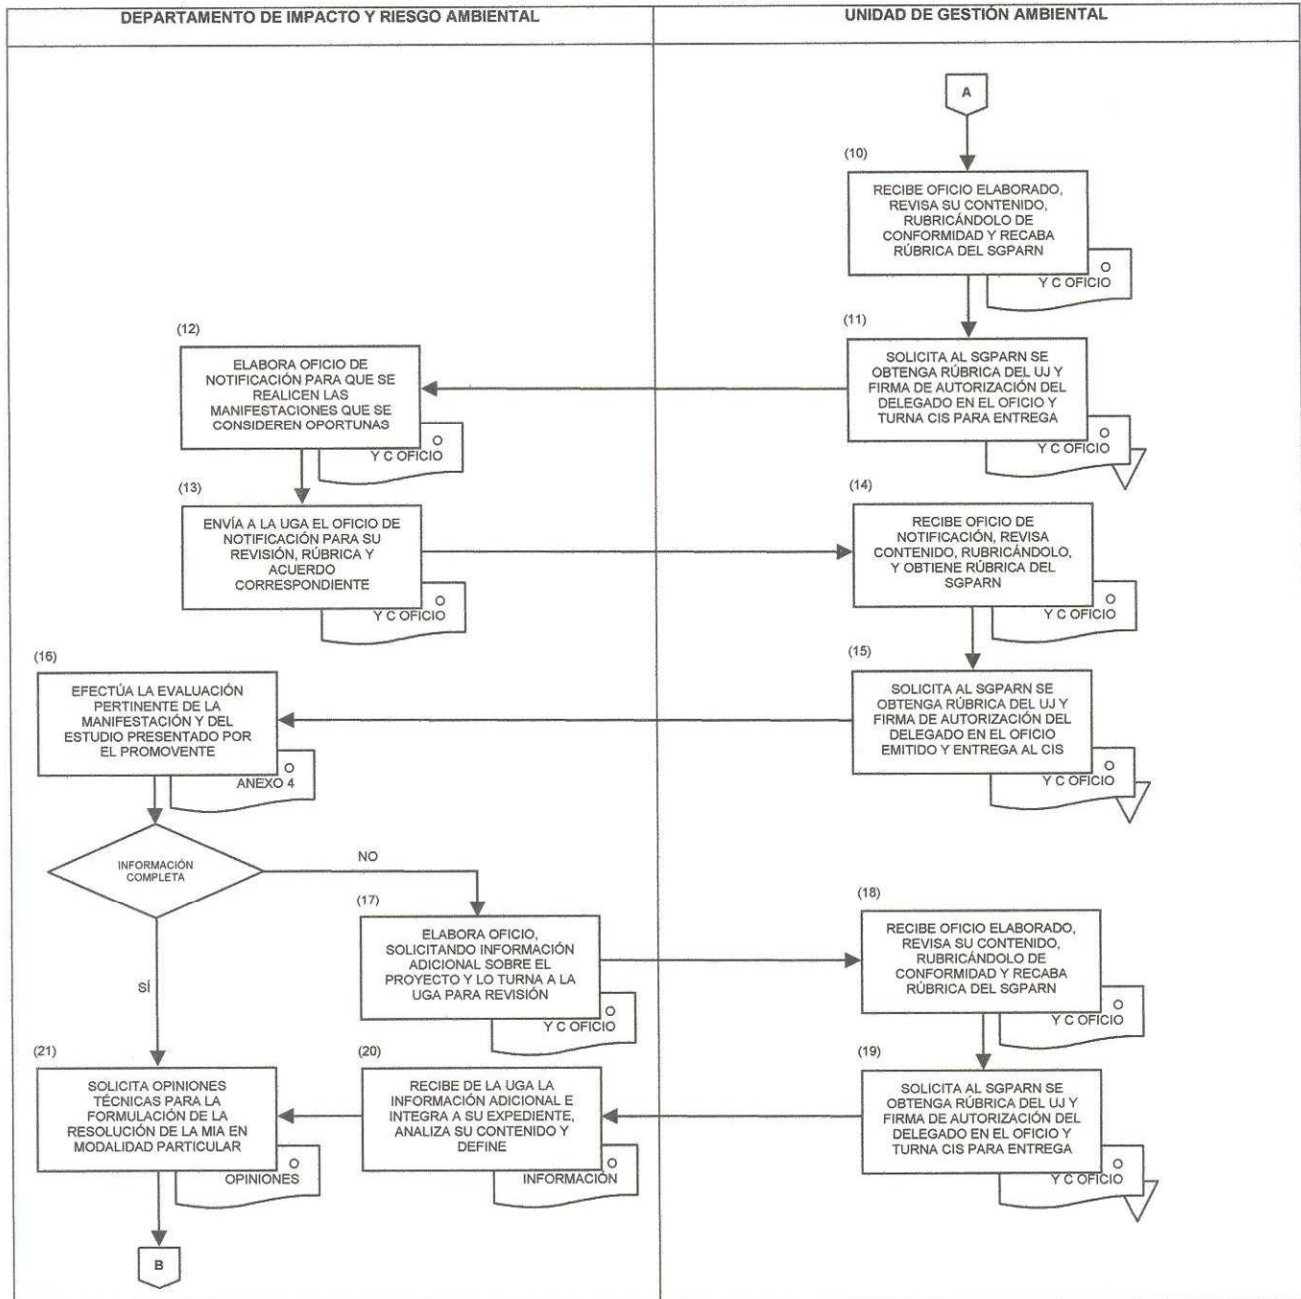 DEPARTAMENTO DE IMPACTO Y RIESGO AMBIENTAL
UNIDAD DE GESTIÓN AMBIENTAL
A
(10)
RECIBE OFICIO ELABORADO,
REVISA SU CONTENIDO,
RUBRICÁNDOLO DE
CONFORMIDAD Y RECABA
RÚBRICA DEL SGPARN
O
Y C OFICIO
(11)
SOLICITA AL SGPARN SE
OBTENGA RÚBRICA DEL UJ Y
FIRMA DE AUTORIZACIÓN DEL
DELEGADO EN EL OFICIO Y
TURNA CIS PARA ENTREGA
O
Y C OFICIO
(12)
ELABORA OFICIO DE
NOTIFICACIÓN PARA QUE SE
REALICEN LAS
MANIFESTACIONES QUE SE
CONSIDEREN OPORTUNAS
O
Y C OFICIO
(13)
ENVÍA A LA UGA EL OFICIO DE
NOTIFICACIÓN PARA SU
REVISIÓN, RÚBRICA Y
ACUERDO
CORRESPONDIENTE
O
Y C OFICIO
(14)
RECIBE OFICIO DE
NOTIFICACIÓN, REVISA
CONTENIDO, RUBRICÁNDOLO,
Y OBTIENE RÚBRICA DEL
SGPARN
O
Y C OFICIO
(15)
SOLICITA AL SGPARN SE
OBTENGA RÚBRICA DEL UJ Y
FIRMA DE AUTORIZACIÓN DEL
DELEGADO EN EL OFICIO
EMITIDO Y ENTREGA AL CIS
O
Y C OFICIO
(16)
EFECTÚA LA EVALUACIÓN
PERTINENTE DE LA
MANIFESTACIÓN Y DEL
ESTUDIO PRESENTADO POR
EL PROMOVENTE
O
ANEXO 4
INFORMACIÓN
COMPLETA
NO
SÍ
(17)
ELABORA OFICIO,
SOLICITANDO INFORMACIÓN
ADICIONAL SOBRE EL
PROYECTO Y LO TURNA A LA
UGA PARA REVISIÓN
O
Y C OFICIO
(18)
RECIBE OFICIO ELABORADO,
REVISA SU CONTENIDO,
RUBRICÁNDOLO DE
CONFORMIDAD Y RECABA
RÚBRICA DEL SGPARN
O
Y C OFICIO
(19)
SOLICITA AL SGPARN SE
OBTENGA RÚBRICA DEL UJ Y
FIRMA DE AUTORIZACIÓN DEL
DELEGADO EN EL OFICIO Y
TURNA CIS PARA ENTREGA
O
Y C OFICIO
(20)
RECIBE DE LA UGA LA
INFORMACIÓN ADICIONAL E
INTEGRA A SU EXPEDIENTE,
ANALIZA SU CONTENIDO Y
DEFINE
O
INFORMACIÓN
(21)
SOLICITA OPINIONES
TÉCNICAS PARA LA
FORMULACIÓN DE LA
RESOLUCIÓN DE LA MIA EN
MODALIDAD PARTICULAR
O
OPINIONES
B